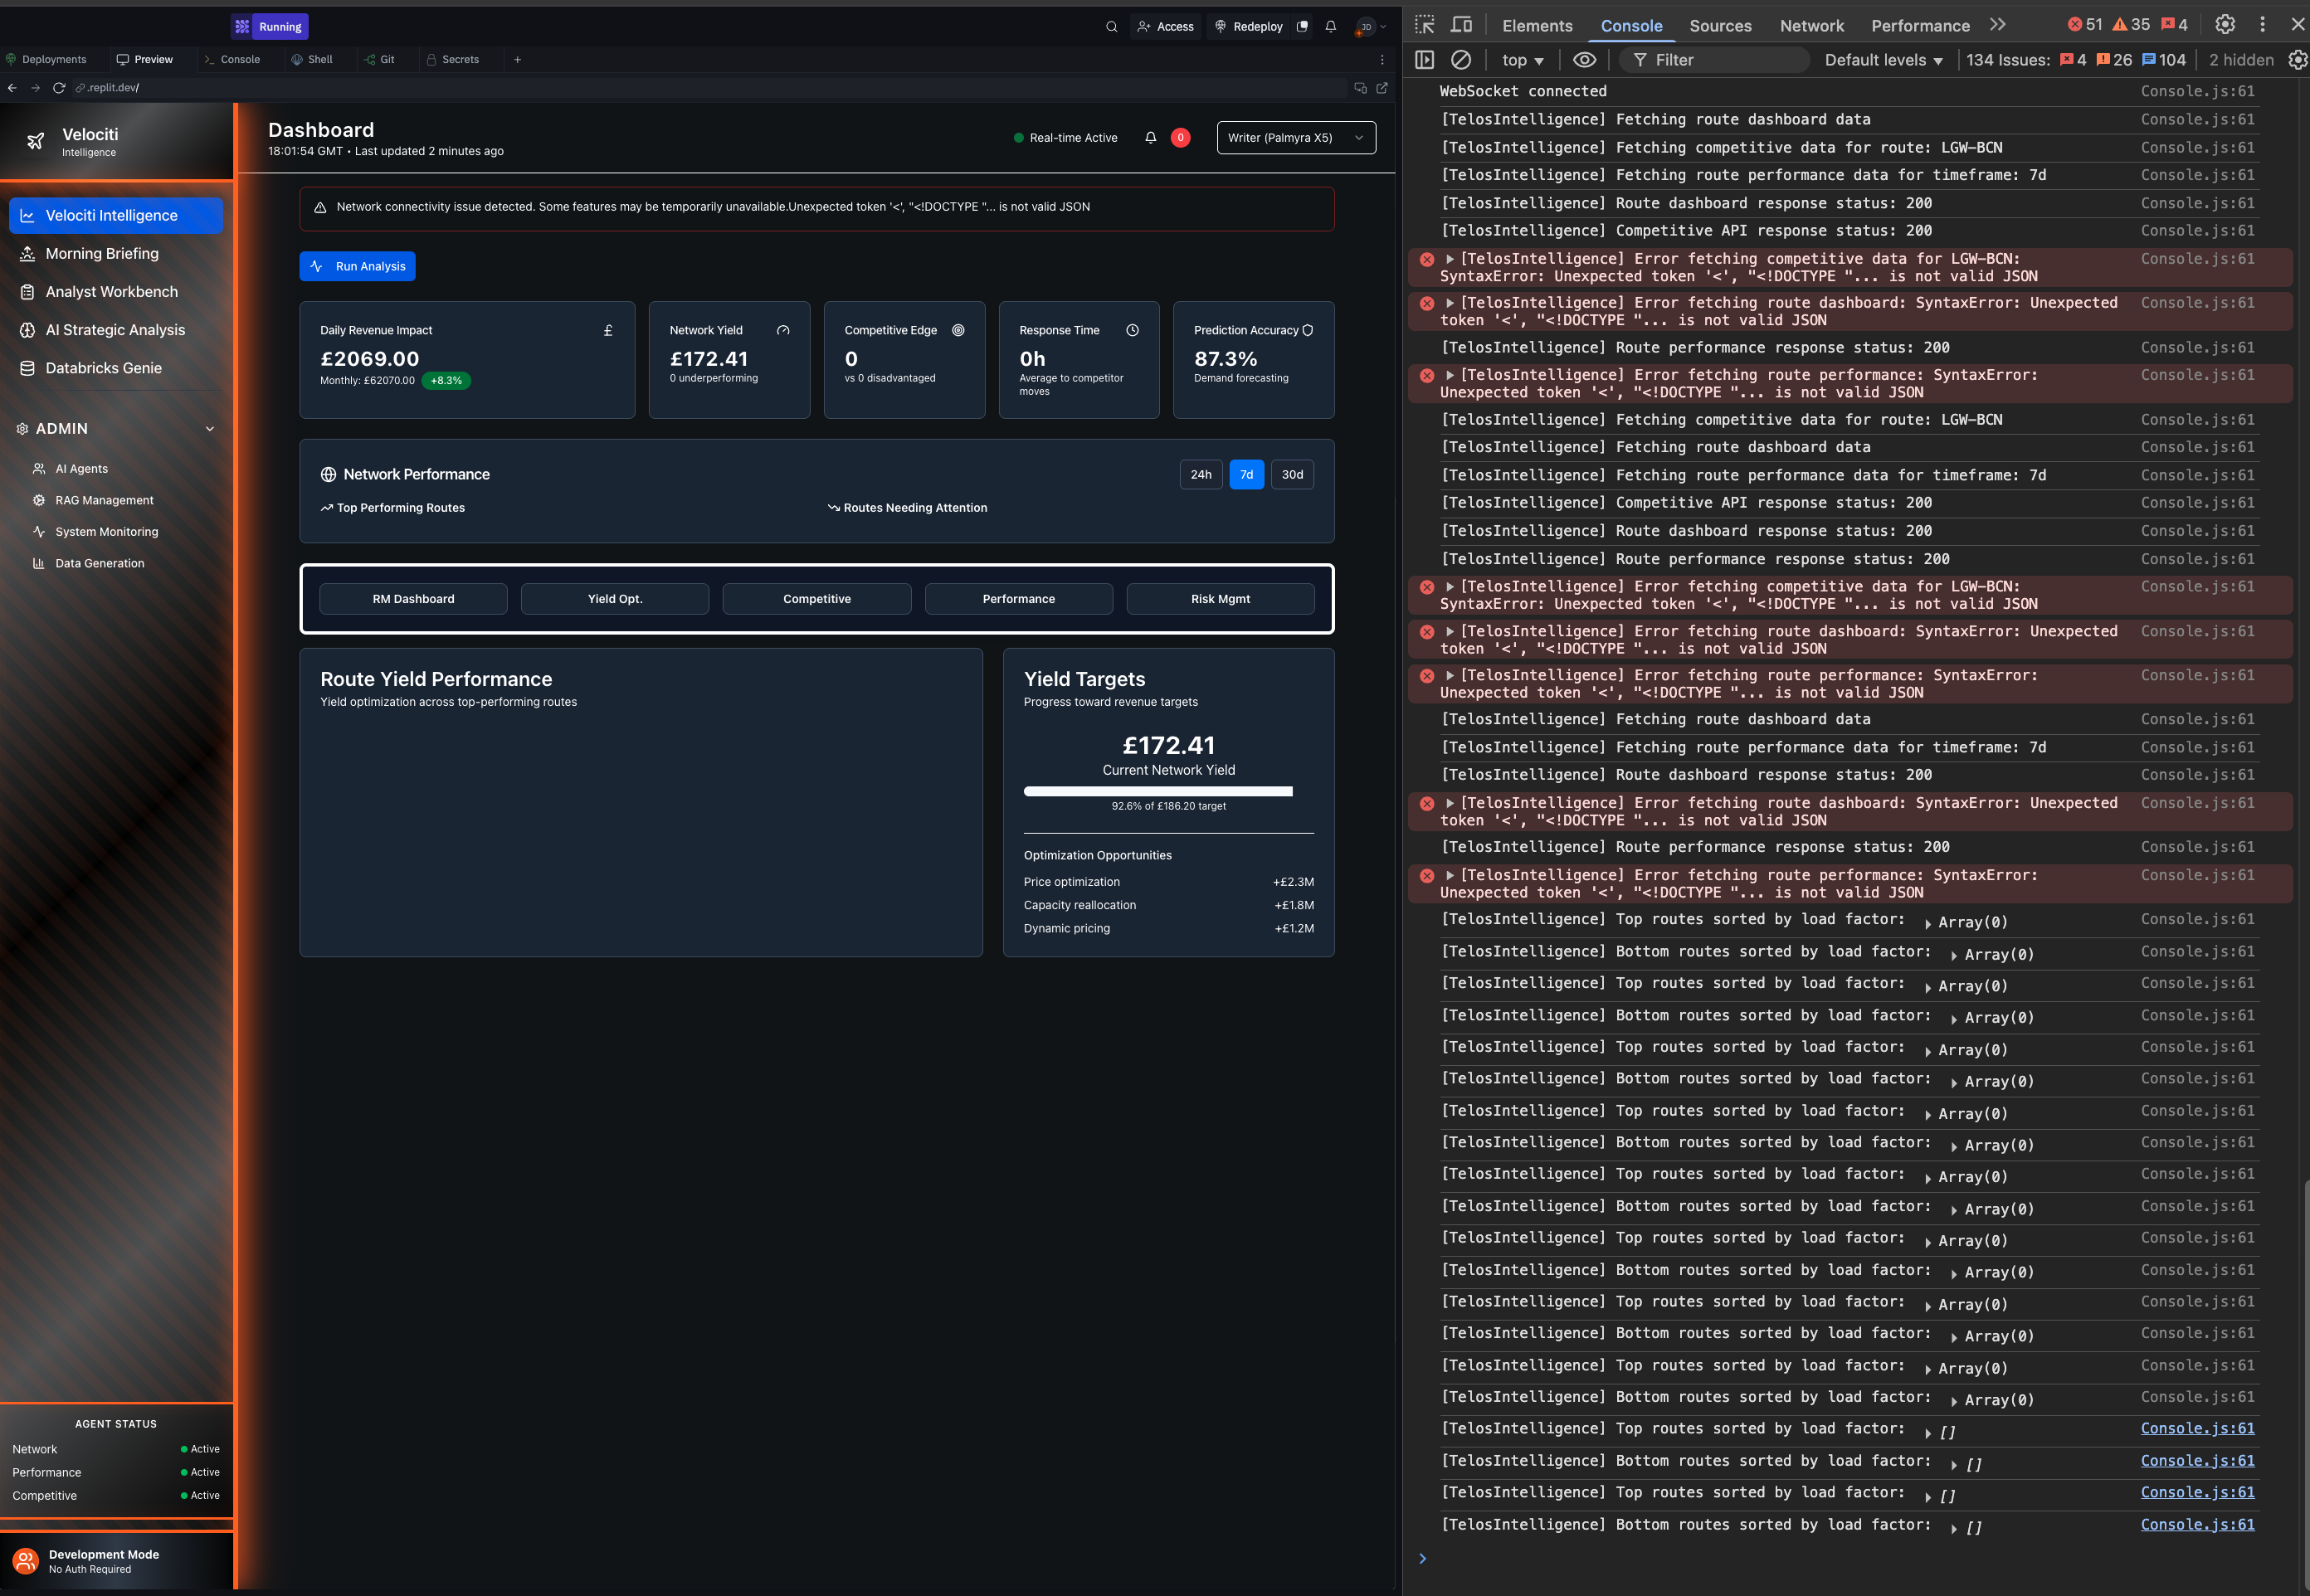 Running
Access
Redeploy
JD
Deployments
Preview
Console
Shell
Git
Secrets
.replit.dev/
Velociti
Intelligence
Velociti Intelligence
Morning Briefing
Analyst Workbench
AI Strategic Analysis
Databricks Genie
ADMIN
AI Agents
RAG Management
System Monitoring
Data Generation
AGENT STATUS
Network Active
Performance Active
Competitive Active
Development Mode
No Auth Required
Dashboard
18:01:54 GMT • Last updated 2 minutes ago
Real-time Active
0
Writer (Palmyra X5)
Network connectivity issue detected. Some features may be temporarily unavailable.Unexpected token '<', "<!DOCTYPE "... is not valid JSON
Run Analysis
Daily Revenue Impact £
£2069.00
Monthly: £62070.00 +8.3%
Network Yield
£172.41
0 underperforming
Competitive Edge
0
vs 0 disadvantaged
Response Time
0h
Average to competitor
moves
Prediction Accuracy
87.3%
Demand forecasting
Network Performance
24h 7d 30d
Top Performing Routes
Routes Needing Attention
RM Dashboard
Yield Opt.
Competitive
Performance
Risk Mgmt
Route Yield Performance
Yield optimization across top-performing routes
Yield Targets
Progress toward revenue targets
£172.41
Current Network Yield
92.6% of £186.20 target
Optimization Opportunities
Price optimization +£2.3M
Capacity reallocation +£1.8M
Dynamic pricing +£1.2M
Elements Console Sources Network Performance 51 35 4
top Filter Default levels 134 Issues: 4 26 104 2 hidden
WebSocket connected Console.js:61
[TelosIntelligence] Fetching route dashboard data Console.js:61
[TelosIntelligence] Fetching competitive data for route: LGW-BCN Console.js:61
[TelosIntelligence] Fetching route performance data for timeframe: 7d Console.js:61
[TelosIntelligence] Route dashboard response status: 200 Console.js:61
[TelosIntelligence] Competitive API response status: 200 Console.js:61
[TelosIntelligence] Error fetching competitive data for LGW-BCN: Console.js:61
SyntaxError: Unexpected token '<', "<!DOCTYPE "... is not valid JSON
[TelosIntelligence] Error fetching route dashboard: SyntaxError: Unexpected Console.js:61
token '<', "<!DOCTYPE "... is not valid JSON
[TelosIntelligence] Route performance response status: 200 Console.js:61
[TelosIntelligence] Error fetching route performance: SyntaxError: Console.js:61
Unexpected token '<', "<!DOCTYPE "... is not valid JSON
[TelosIntelligence] Fetching competitive data for route: LGW-BCN Console.js:61
[TelosIntelligence] Fetching route dashboard data Console.js:61
[TelosIntelligence] Fetching route performance data for timeframe: 7d Console.js:61
[TelosIntelligence] Competitive API response status: 200 Console.js:61
[TelosIntelligence] Route dashboard response status: 200 Console.js:61
[TelosIntelligence] Route performance response status: 200 Console.js:61
[TelosIntelligence] Error fetching competitive data for LGW-BCN: Console.js:61
SyntaxError: Unexpected token '<', "<!DOCTYPE "... is not valid JSON
[TelosIntelligence] Error fetching route dashboard: SyntaxError: Unexpected Console.js:61
token '<', "<!DOCTYPE "... is not valid JSON
[TelosIntelligence] Error fetching route performance: SyntaxError: Console.js:61
Unexpected token '<', "<!DOCTYPE "... is not valid JSON
[TelosIntelligence] Fetching route dashboard data Console.js:61
[TelosIntelligence] Fetching route performance data for timeframe: 7d Console.js:61
[TelosIntelligence] Route dashboard response status: 200 Console.js:61
[TelosIntelligence] Error fetching route dashboard: SyntaxError: Unexpected Console.js:61
token '<', "<!DOCTYPE "... is not valid JSON
[TelosIntelligence] Route performance response status: 200 Console.js:61
[TelosIntelligence] Error fetching route performance: SyntaxError: Console.js:61
Unexpected token '<', "<!DOCTYPE "... is not valid JSON
[TelosIntelligence] Top routes sorted by load factor: Array(0) Console.js:61
[TelosIntelligence] Bottom routes sorted by load factor: Array(0) Console.js:61
[TelosIntelligence] Top routes sorted by load factor: Array(0) Console.js:61
[TelosIntelligence] Bottom routes sorted by load factor: Array(0) Console.js:61
[TelosIntelligence] Top routes sorted by load factor: Array(0) Console.js:61
[TelosIntelligence] Bottom routes sorted by load factor: Array(0) Console.js:61
[TelosIntelligence] Top routes sorted by load factor: Array(0) Console.js:61
[TelosIntelligence] Bottom routes sorted by load factor: Array(0) Console.js:61
[TelosIntelligence] Top routes sorted by load factor: Array(0) Console.js:61
[TelosIntelligence] Bottom routes sorted by load factor: Array(0) Console.js:61
[TelosIntelligence] Top routes sorted by load factor: Array(0) Console.js:61
[TelosIntelligence] Bottom routes sorted by load factor: Array(0) Console.js:61
[TelosIntelligence] Top routes sorted by load factor: Array(0) Console.js:61
[TelosIntelligence] Bottom routes sorted by load factor: Array(0) Console.js:61
[TelosIntelligence] Top routes sorted by load factor: Array(0) Console.js:61
[TelosIntelligence] Bottom routes sorted by load factor: Array(0) Console.js:61
[TelosIntelligence] Top routes sorted by load factor: [] Console.js:61
[TelosIntelligence] Bottom routes sorted by load factor: [] Console.js:61
[TelosIntelligence] Top routes sorted by load factor: [] Console.js:61
[TelosIntelligence] Bottom routes sorted by load factor: [] Console.js:61